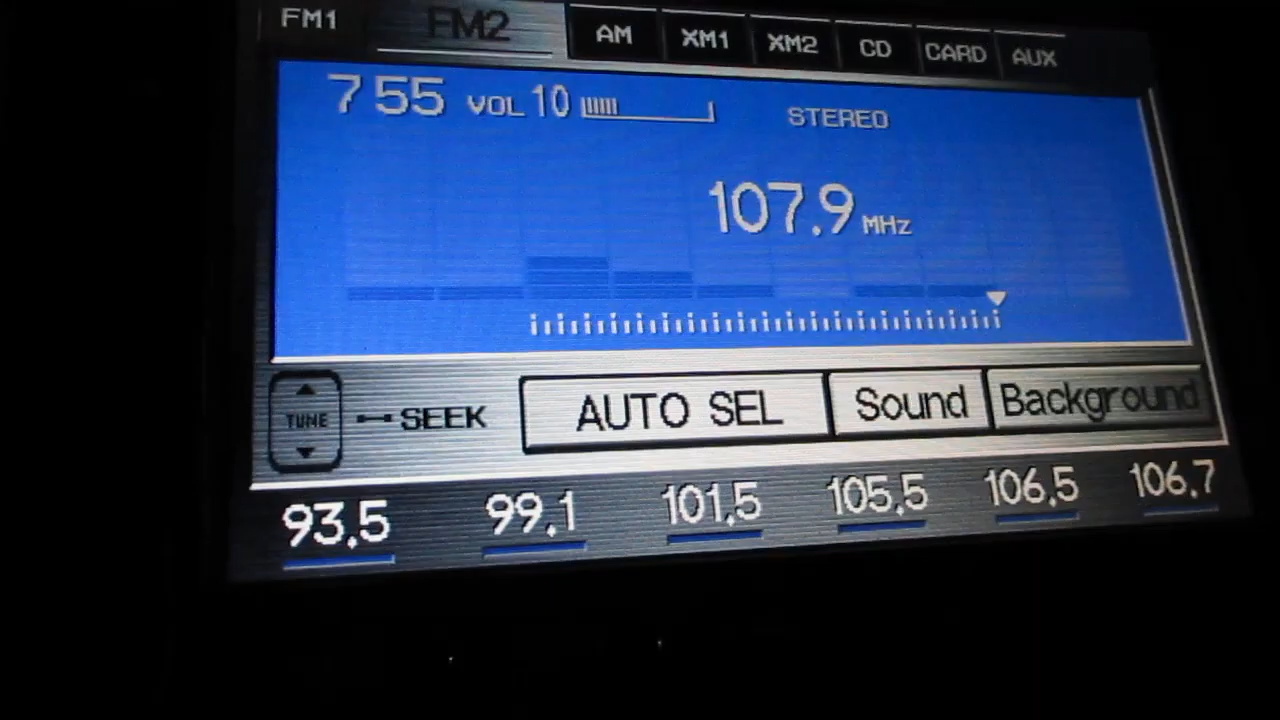 FM1 FM2 AM XM1 XM2 CD CARD AUX
7 55 VOL 10 STEREO
107.9 MHz
TUNE SEEK AUTO SEL Sound Background
93.5 99.1 101.5 105.5 106.5 106.7